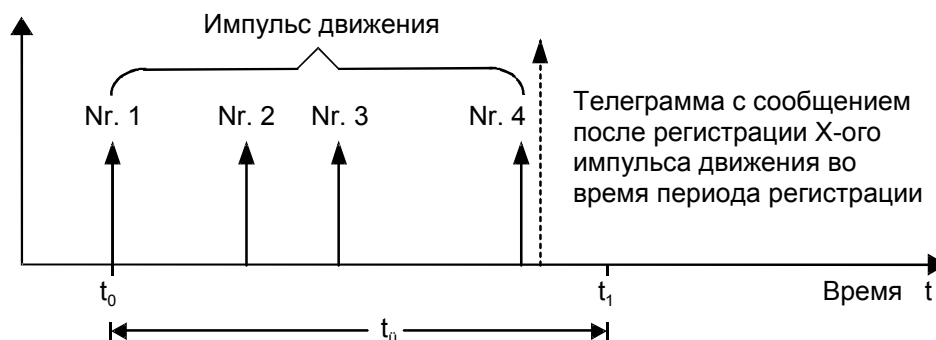 Импульс движения
Nr. 1 Nr. 2 Nr. 3 Nr. 4
Телеграмма с сообщением
после регистрации X-ого
импульса движения во
время периода регистрации
t₀ t₁ Время t
tᵤ̈